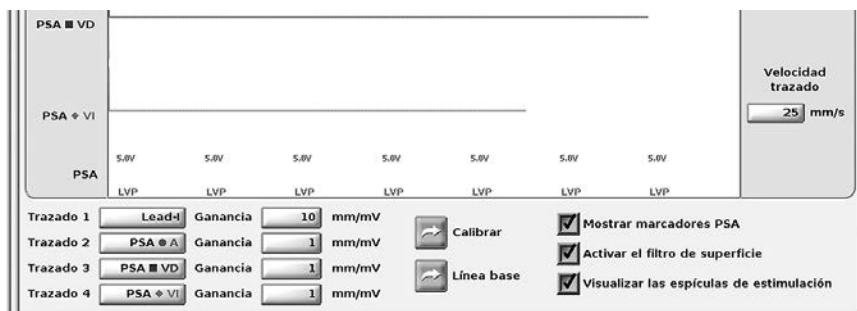 PSA ■ VD
Velocidad
trazado
25 mm/s
PSA ⌖ VI
5.0V 5.0V 5.0V 5.0V 5.0V 5.0V 5.0V
PSA
LVP LVP LVP LVP LVP LVP LVP
Trazado 1 Lead-I Ganancia 10 mm/mV
Trazado 2 PSA ● A Ganancia 1 mm/mV
Trazado 3 PSA ■ VD Ganancia 1 mm/mV
Trazado 4 PSA ⌖ VI Ganancia 1 mm/mV
Calibrar
Línea base
Mostrar marcadores PSA
Activar el filtro de superficie
Visualizar las espículas de estimulación